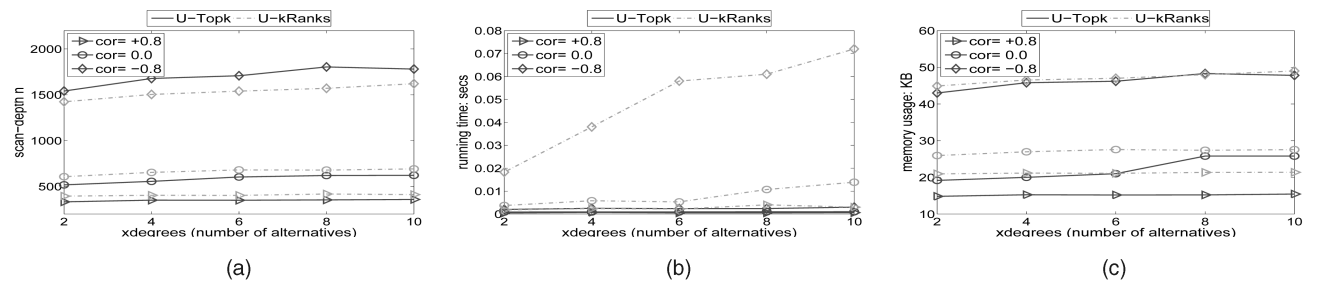 U-Topk U-kRanks
cor= +0.8
cor= 0.0
cor= −0.8
2000
1500
1000
500
scan-depth n
2 4 6 8 10
xdegrees (number of alternatives)
(a)
U-Topk U-kRanks
cor= +0.8
cor= 0.0
cor= −0.8
0.08
0.07
0.06
0.05
0.04
0.03
0.02
0.01
0
running time: secs
2 4 6 8 10
xdegrees (number of alternatives)
(b)
U-Topk U-kRanks
cor= +0.8
cor= 0.0
cor= −0.8
60
50
40
30
20
10
memory usage: KB
2 4 6 8 10
xdegrees (number of alternatives)
(c)